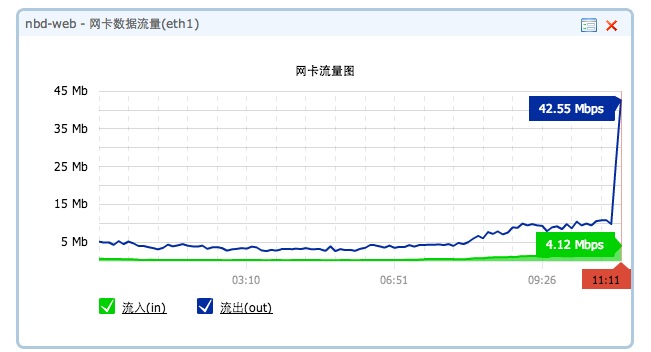 nbd-web - 网卡数据流量(eth1)
网卡流量图
45 Mb
42.55 Mbps
35 Mb
25 Mb
15 Mb
5 Mb
4.12 Mbps
03:10 06:51 09:26 11:11
流入(in) 流出(out)